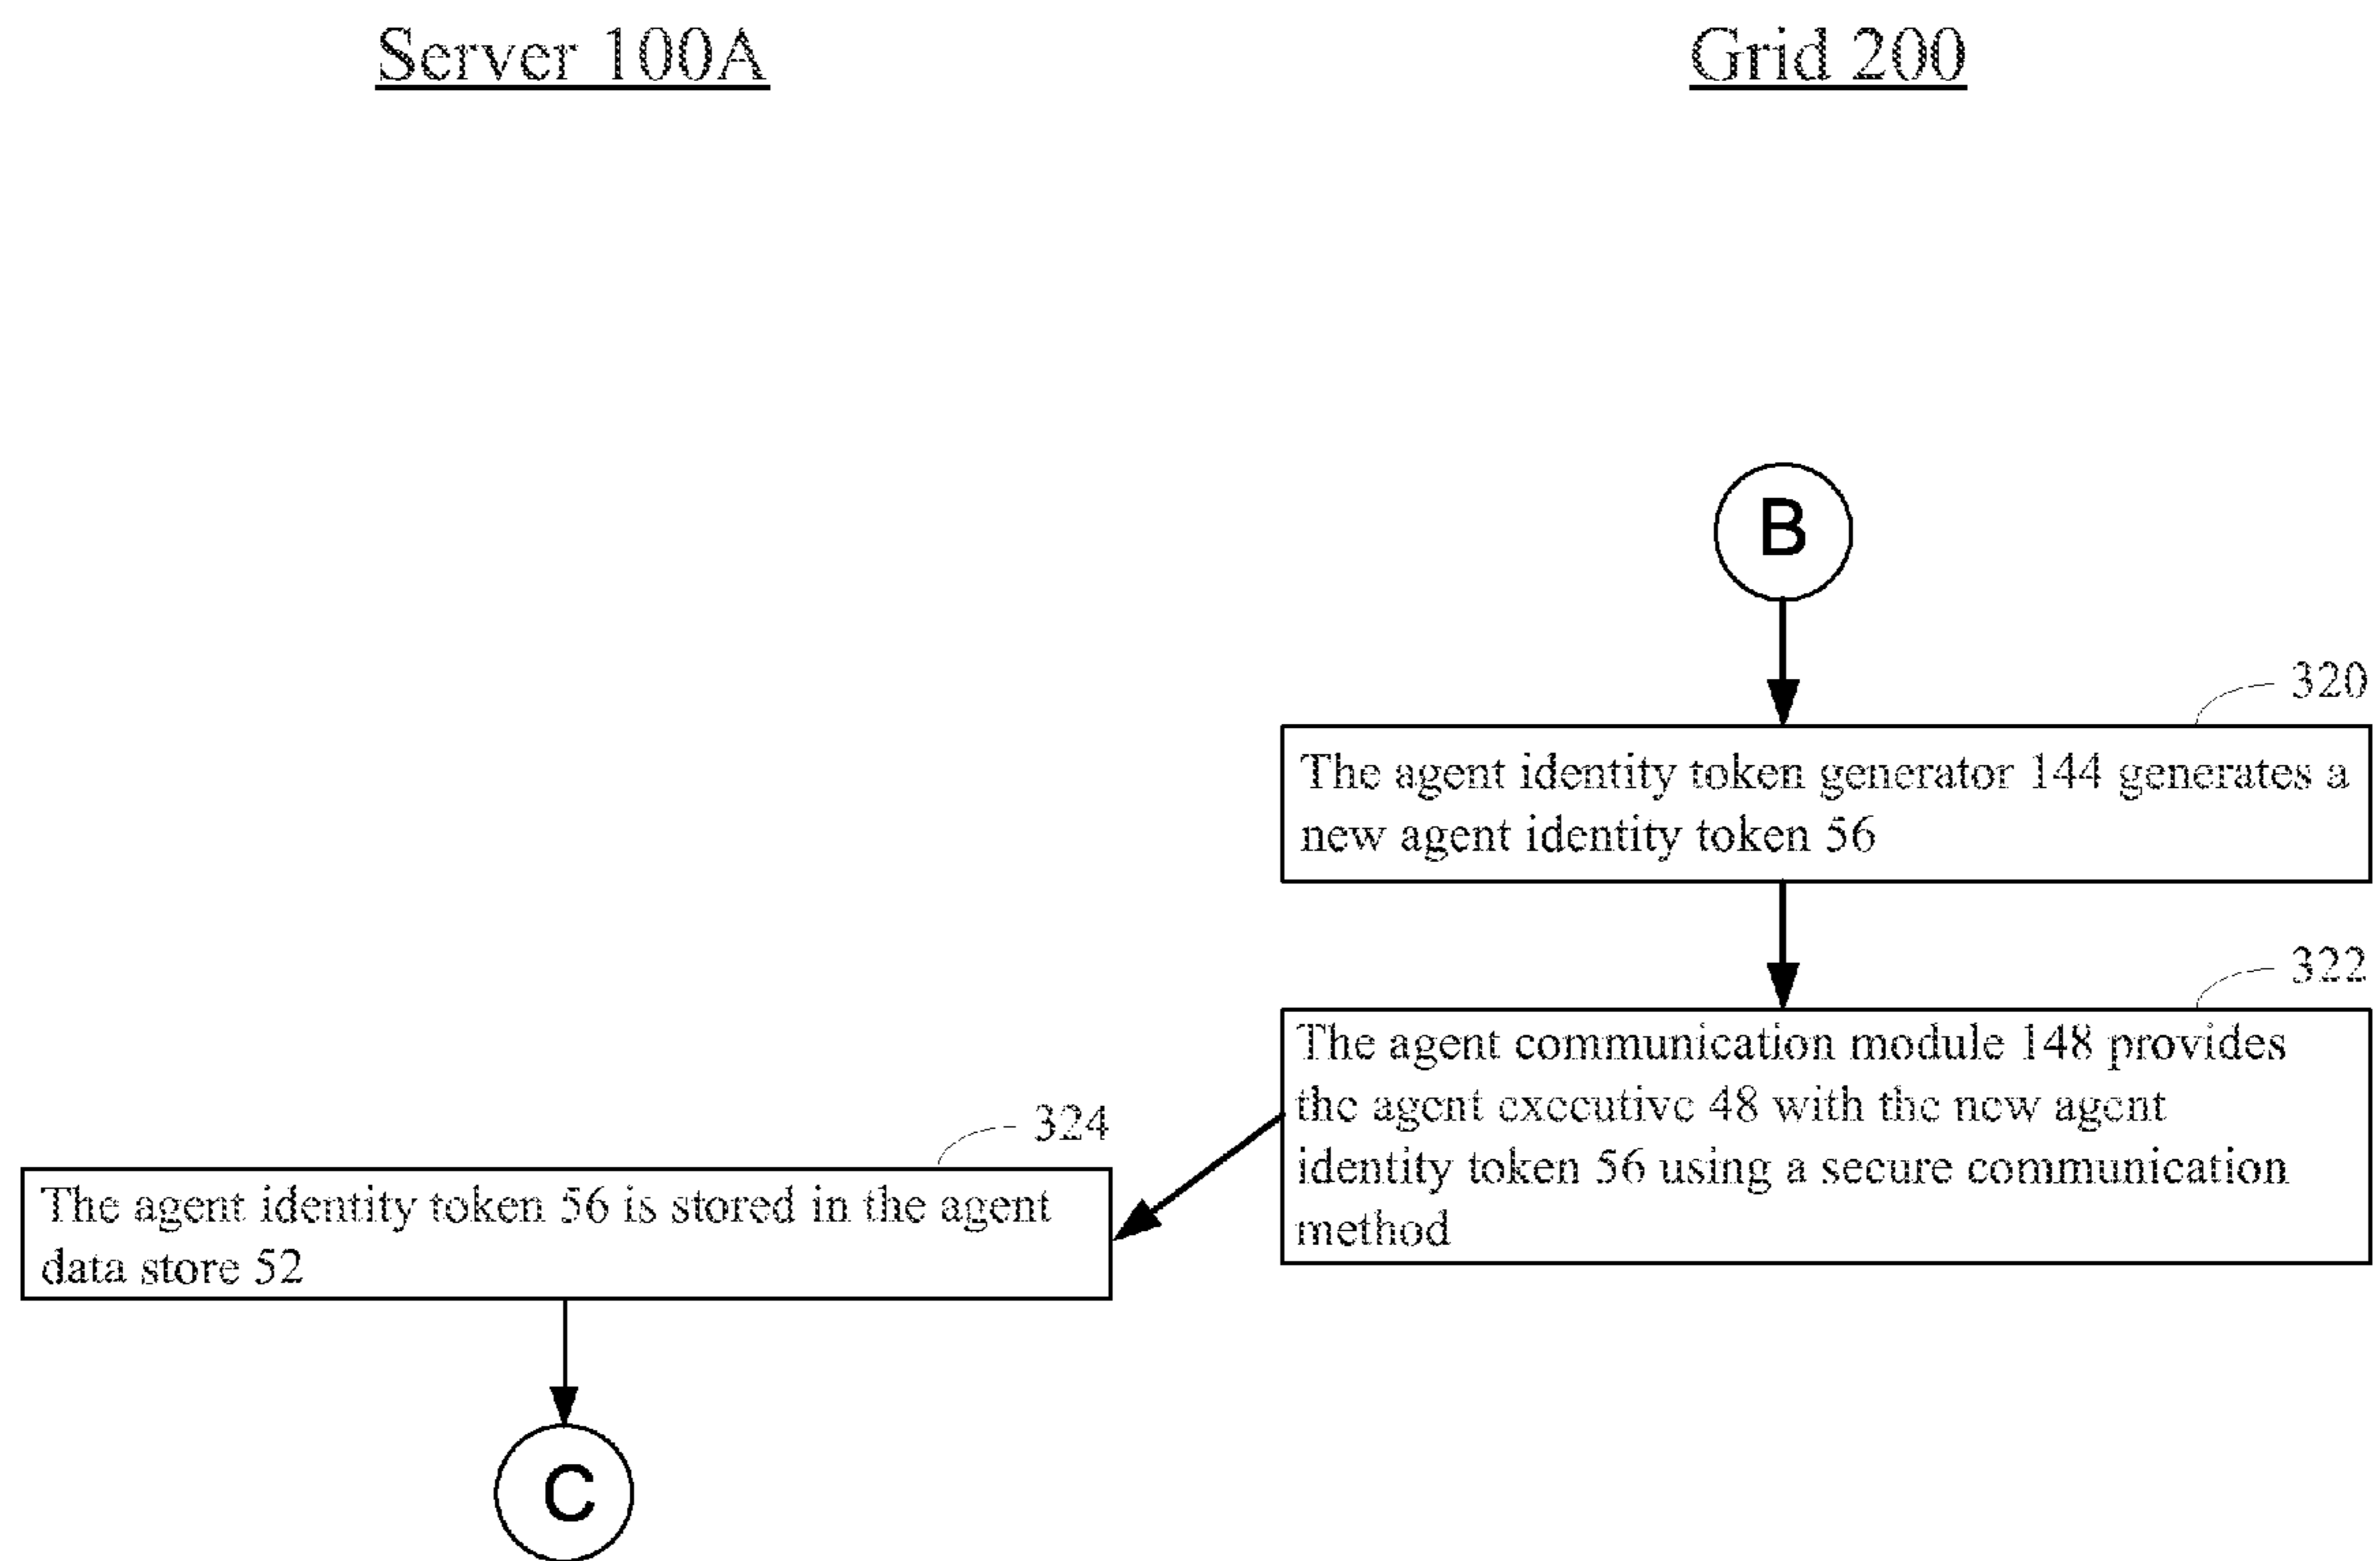 Server 100A
Grid 200
B
320
The agent identity token generator 144 generates a
new agent identity token 56
322
The agent communication module 148 provides
the agent executive 48 with the new agent
identity token 56 using a secure communication
method
324
The agent identity token 56 is stored in the agent
data store 52
C